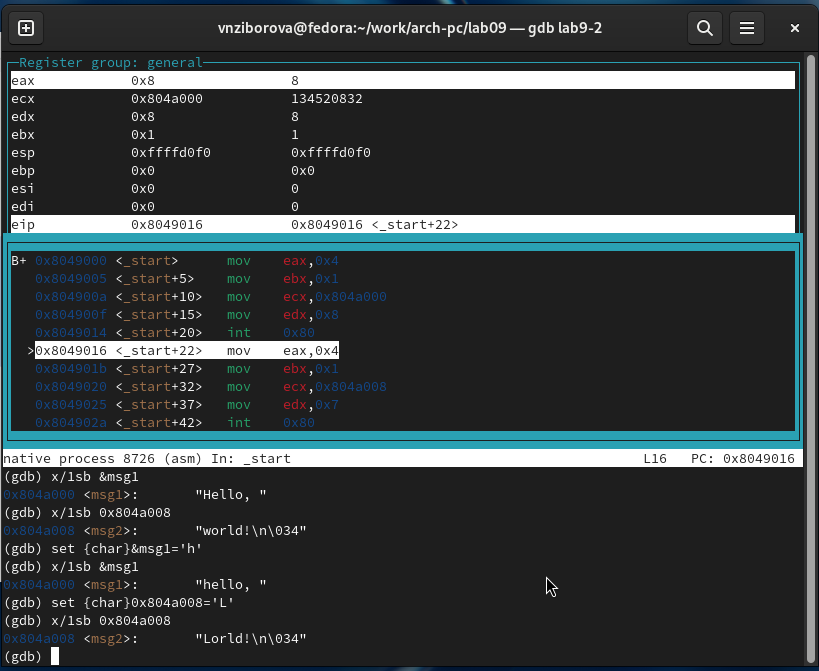 vnziborova@fedora:~/work/arch-pc/lab09 — gdb lab9-2
Register group: general
eax 0x8 8
ecx 0x804a000 134520832
edx 0x8 8
ebx 0x1 1
esp 0xffffd0f0 0xffffd0f0
ebp 0x0 0x0
esi 0x0 0
edi 0x0 0
eip 0x8049016 0x8049016 <_start+22>
B+ 0x8049000 <_start> mov eax,0x4
0x8049005 <_start+5> mov ebx,0x1
0x804900a <_start+10> mov ecx,0x804a000
0x804900f <_start+15> mov edx,0x8
0x8049014 <_start+20> int 0x80
>0x8049016 <_start+22> mov eax,0x4
0x804901b <_start+27> mov ebx,0x1
0x8049020 <_start+32> mov ecx,0x804a008
0x8049025 <_start+37> mov edx,0x7
0x804902a <_start+42> int 0x80
native process 8726 (asm) In: _start L16 PC: 0x8049016
(gdb) x/1sb &msg1
0x804a000 <msg1>: "Hello, "
(gdb) x/1sb 0x804a008
0x804a008 <msg2>: "world!\n\034"
(gdb) set {char}&msg1='h'
(gdb) x/1sb &msg1
0x804a000 <msg1>: "hello, "
(gdb) set {char}0x804a008='L'
(gdb) x/1sb 0x804a008
0x804a008 <msg2>: "Lorld!\n\034"
(gdb)